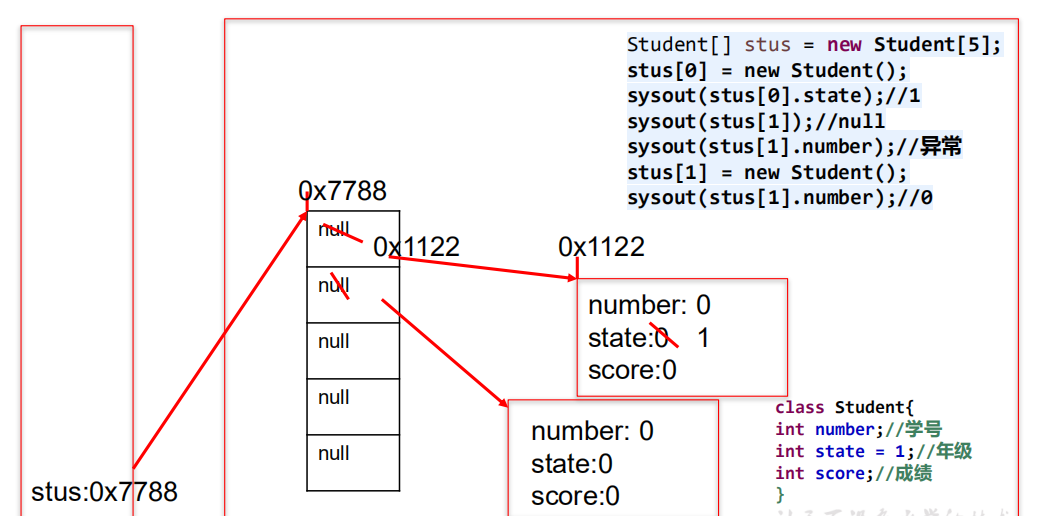 Student[] stus = new Student[5];
stus[0] = new Student();
sysout(stus[0].state);//1
sysout(stus[1]);//null
sysout(stus[1].number);//异常
stus[1] = new Student();
sysout(stus[1].number);//0
0x7788
null
0x1122
0x1122
null
null
null
null
number: 0
state:0 1
score:0
number: 0
state:0
score:0
class Student{
int number;//学号
int state = 1;//年级
int score;//成绩
}
stus:0x7788